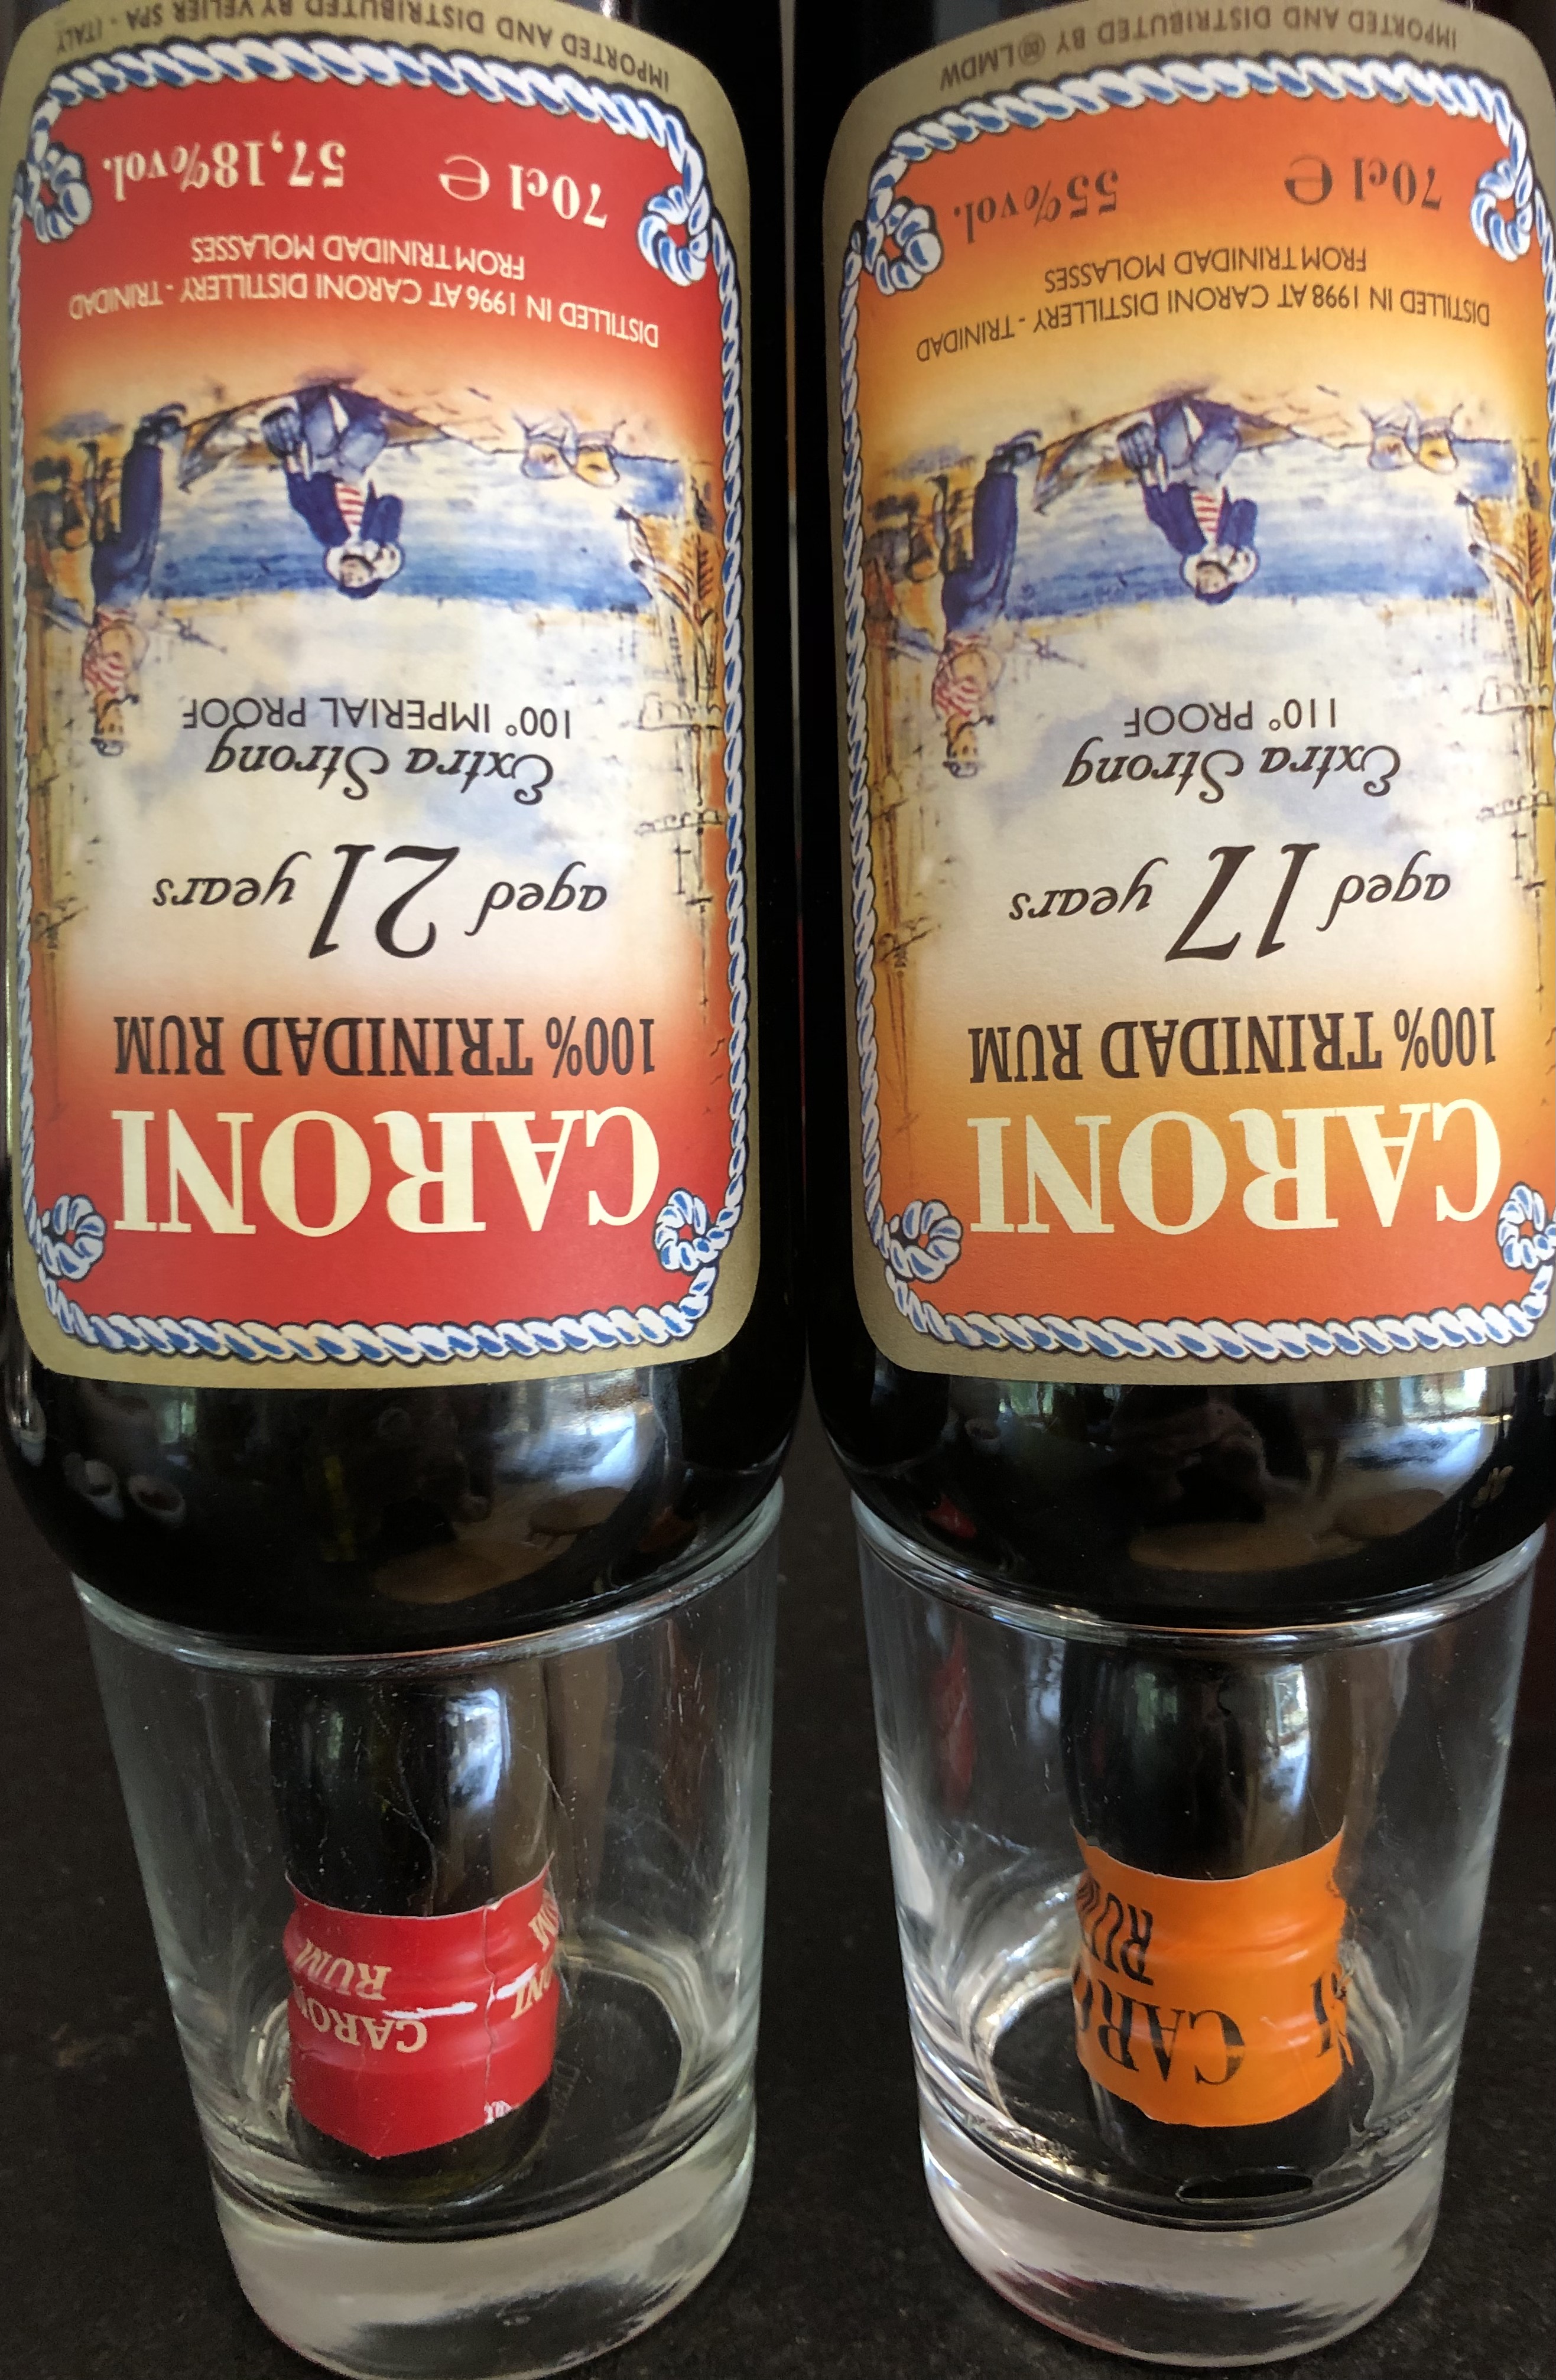 CARONI
100% TRINIDAD RUM
aged 21 years
Extra Strong
100° IMPERIAL PROOF
DISTILLED IN 1996 AT CARONI DISTILLERY - TRINIDAD
FROM TRINIDAD MOLASSES
70cl e 57,18%vol.
IMPORTED AND DISTRIBUTED BY VELIER SPA - ITALY
CARONI
RUM
CARONI
100% TRINIDAD RUM
aged 17 years
Extra Strong
110° PROOF
DISTILLED IN 1998 AT CARONI DISTILLERY - TRINIDAD
FROM TRINIDAD MOLASSES
70cl e 55%vol.
IMPORTED AND DISTRIBUTED BY LMDW
CARO
RUM